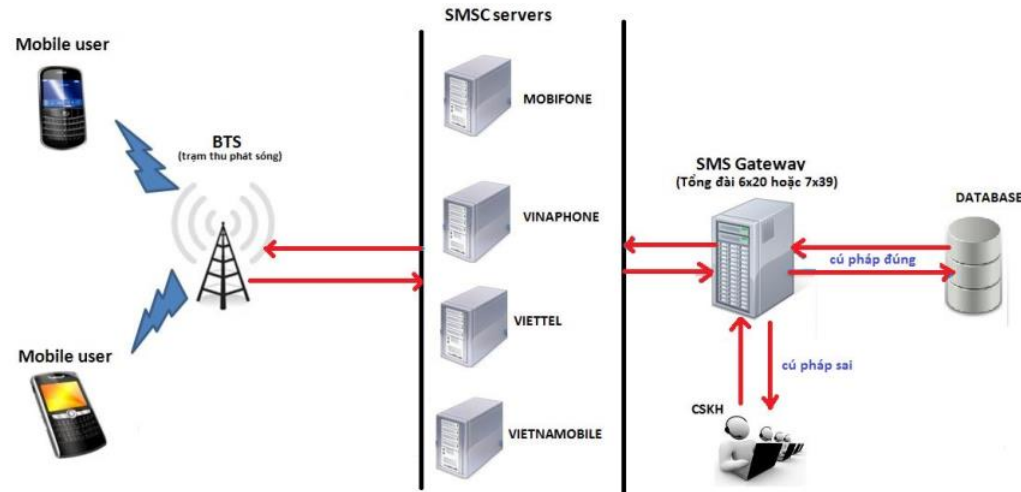 SMSC servers
Mobile user
MOBIFONE
BTS
(trạm thu phát sóng)
SMS Gateway
(Tổng đài 6x20 hoặc 7x39)
DATABASE
VINAPHONE
cú pháp đúng
VIETTEL
Mobile user
cú pháp sai
CSKH
VIETNAMOBILE